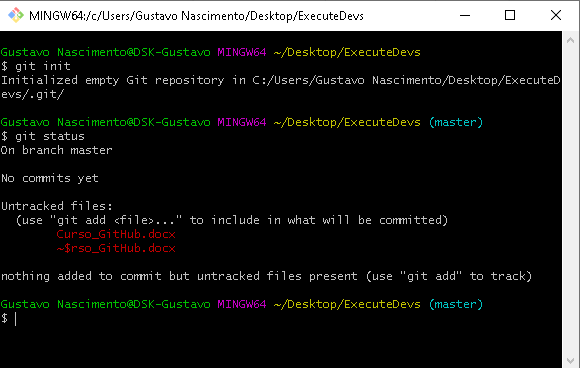 MINGW64:/c/Users/Gustavo Nascimento/Desktop/ExecuteDevs
Gustavo Nascimento@DSK-Gustavo MINGW64 ~/Desktop/ExecuteDevs
$ git init
Initialized empty Git repository in C:/Users/Gustavo Nascimento/Desktop/ExecuteD
evs/.git/
Gustavo Nascimento@DSK-Gustavo MINGW64 ~/Desktop/ExecuteDevs (master)
$ git status
On branch master
No commits yet
Untracked files:
  (use "git add <file>..." to include in what will be committed)
        Curso_GitHub.docx
        ~$rso_GitHub.docx
nothing added to commit but untracked files present (use "git add" to track)
Gustavo Nascimento@DSK-Gustavo MINGW64 ~/Desktop/ExecuteDevs (master)
$